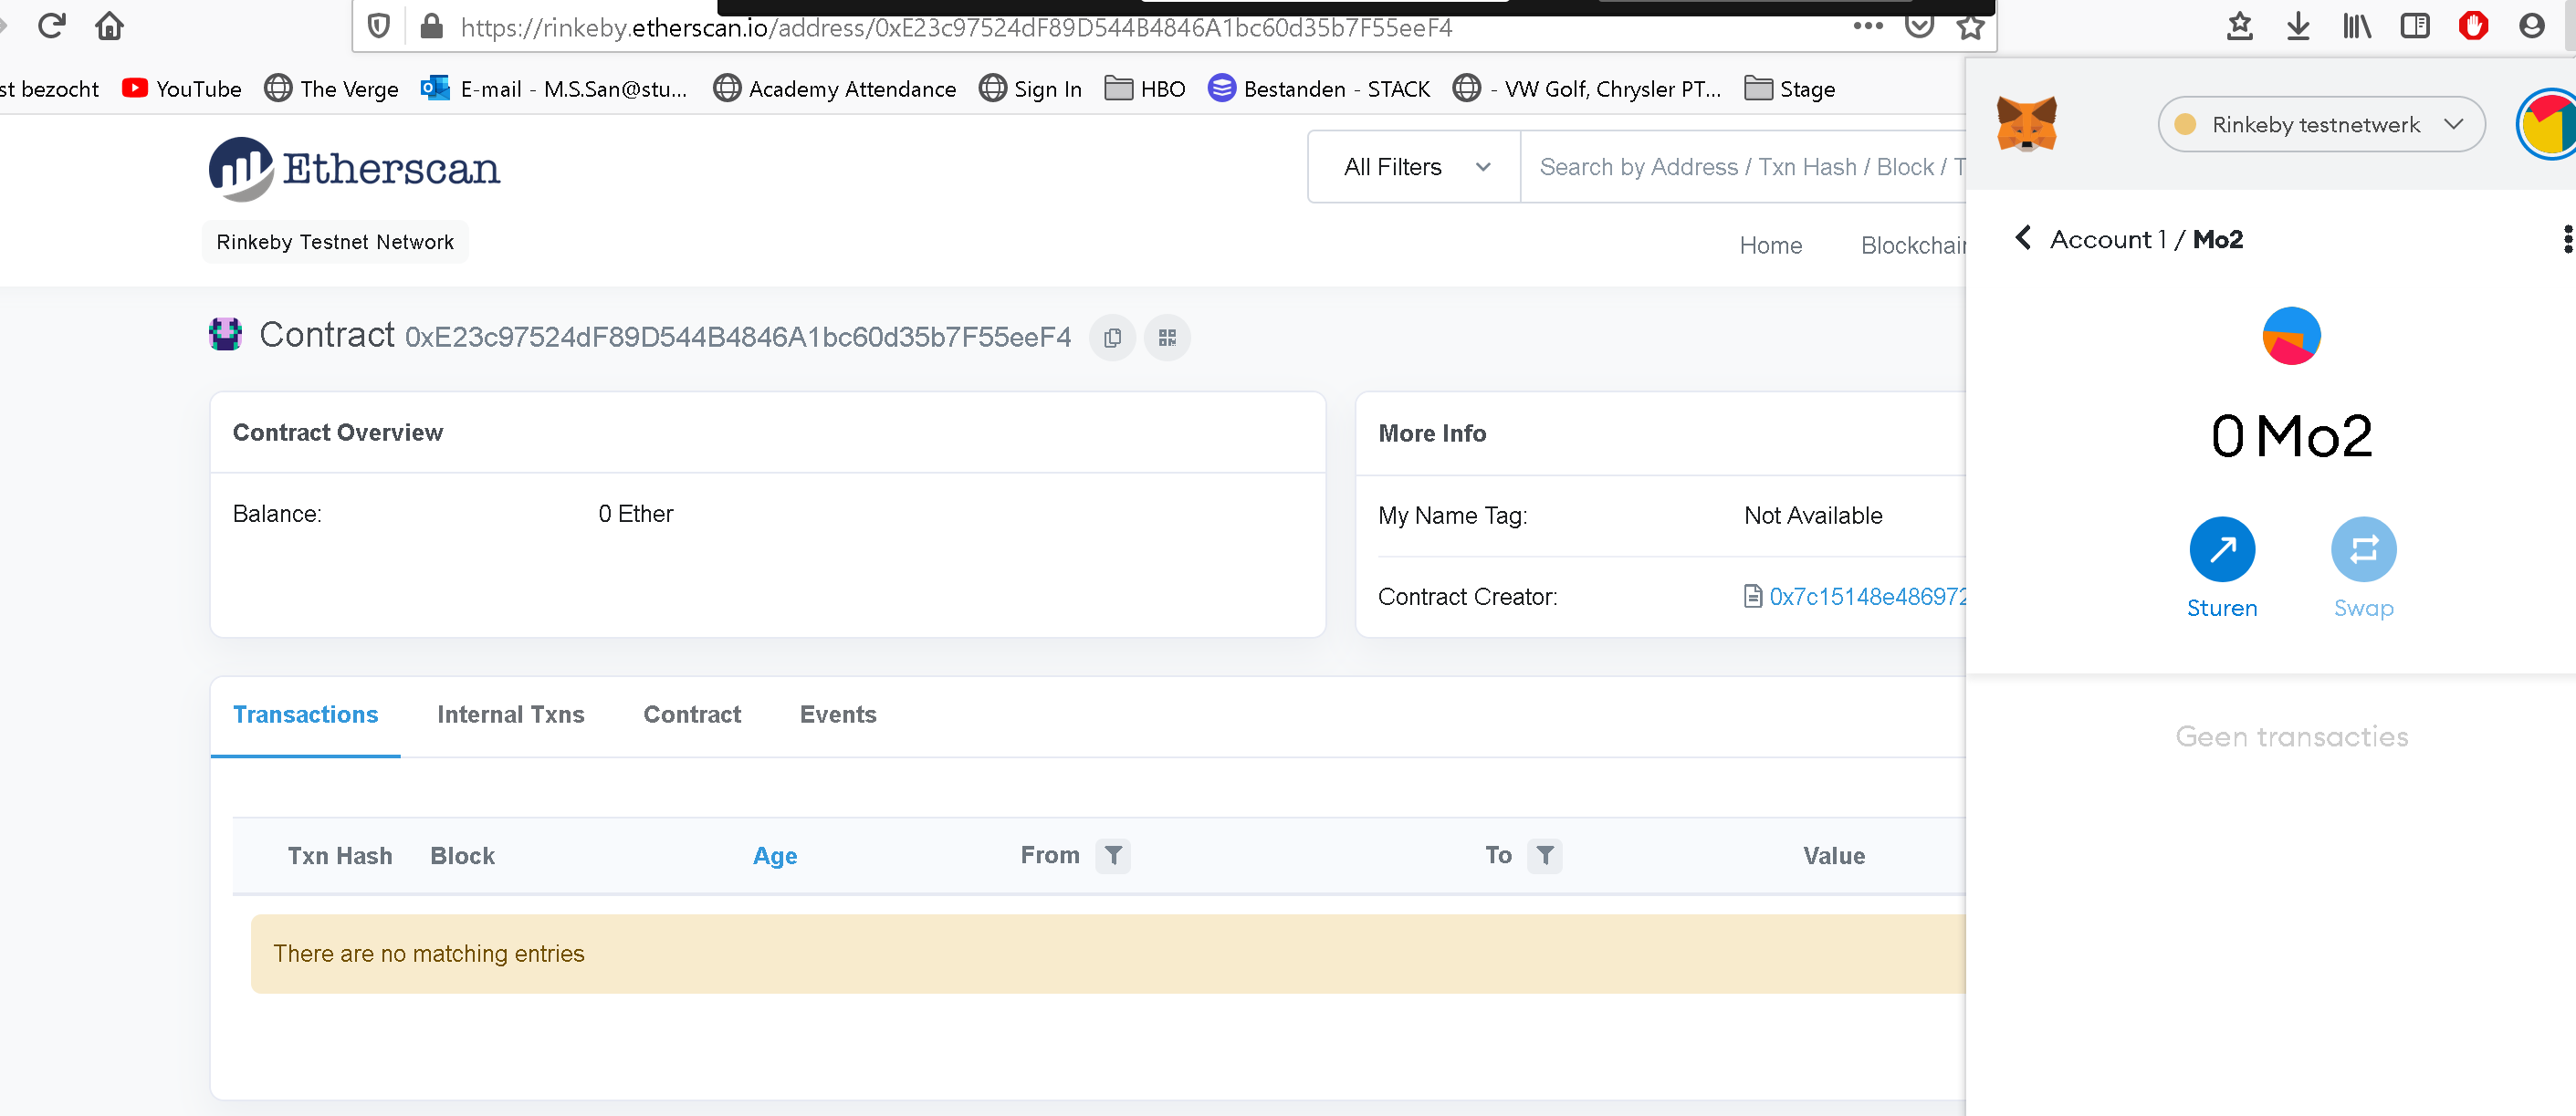 https://rinkeby.etherscan.io/address/0xE23c97524dF89D544B4846A1bc60d35b7F55eeF4
st bezocht YouTube The Verge E-mail - M.S.San@stu... Academy Attendance Sign In HBO Bestanden - STACK - VW Golf, Chrysler PT... Stage
Etherscan
All Filters Search by Address / Txn Hash / Block / T
Rinkeby Testnet Network
Home Blockchain
Contract 0xE23c97524dF89D544B4846A1bc60d35b7F55eeF4
Contract Overview
Balance: 0 Ether
More Info
My Name Tag: Not Available
Contract Creator: 0x7c15148e486972
Transactions Internal Txns Contract Events
Txn Hash Block Age From To Value
There are no matching entries
Rinkeby testnetwerk
Account 1 / Mo2
0 Mo2
Sturen Swap
Geen transacties